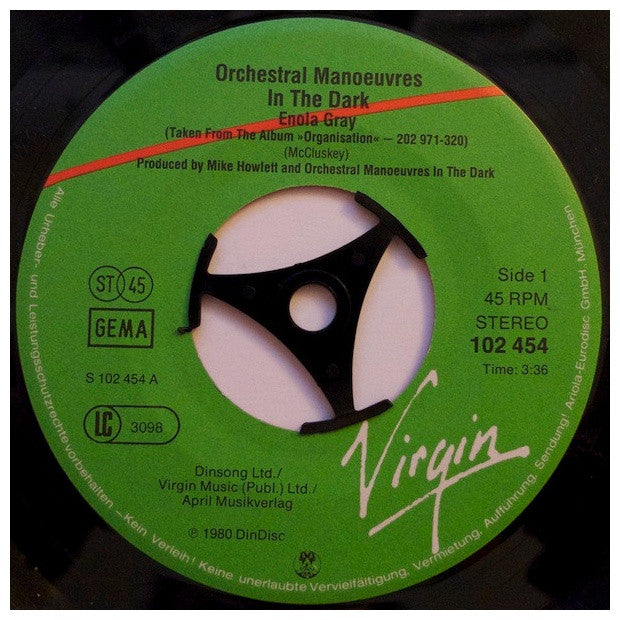 Orchestral Manoeuvres
In The Dark
Enola Gray
(Taken From The Album »Organisation« – 202 971-320)
(McCluskey)
Produced by Mike Howlett and Orchestral Manoeuvres In The Dark
ST 45
GEMA
S 102 454 A
LC 3098
Side 1
45 RPM
STEREO
102 454
Time: 3:36
Virgin
Dinsong Ltd./
Virgin Music (Publ.) Ltd./
April Musikverlag
℗ 1980 DinDisc
Alle Urheber- und Leistungsschutzrechte vorbehalten – Kein Verleih! Keine unerlaubte Vervielfältigung, Vermietung, Aufführung, Sendung! Ariola Eurodisc GmbH · München